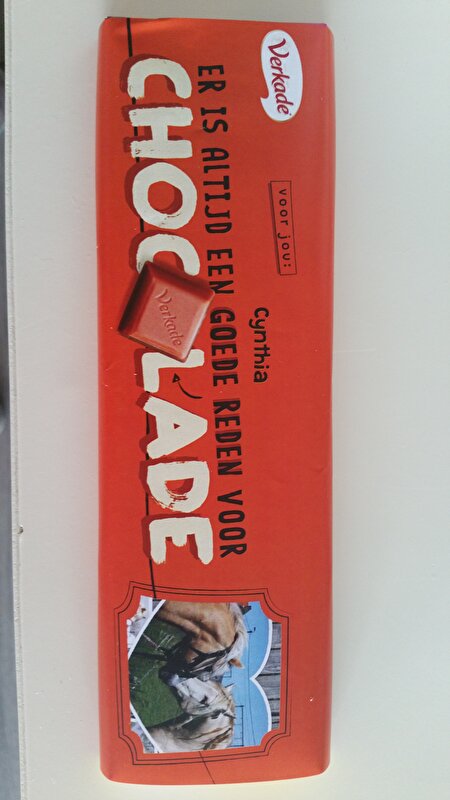 Verkade
voor jou:
Cynthia
ER IS ALTIJD EEN GOEDE REDEN VOOR
CHOCOLADE
Verkade